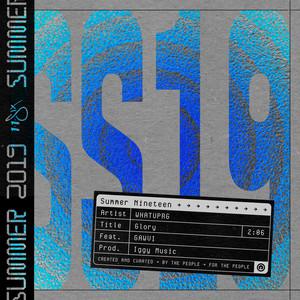 SUMMER 2019
SUMMER
SS19
Summer Nineteen
Artist WHATUPRG
Title Glory 2:06
Feat. GAWVI
Prod. Iggy Music
CREATED AND CURATED • BY THE PEOPLE • FOR THE PEOPLE